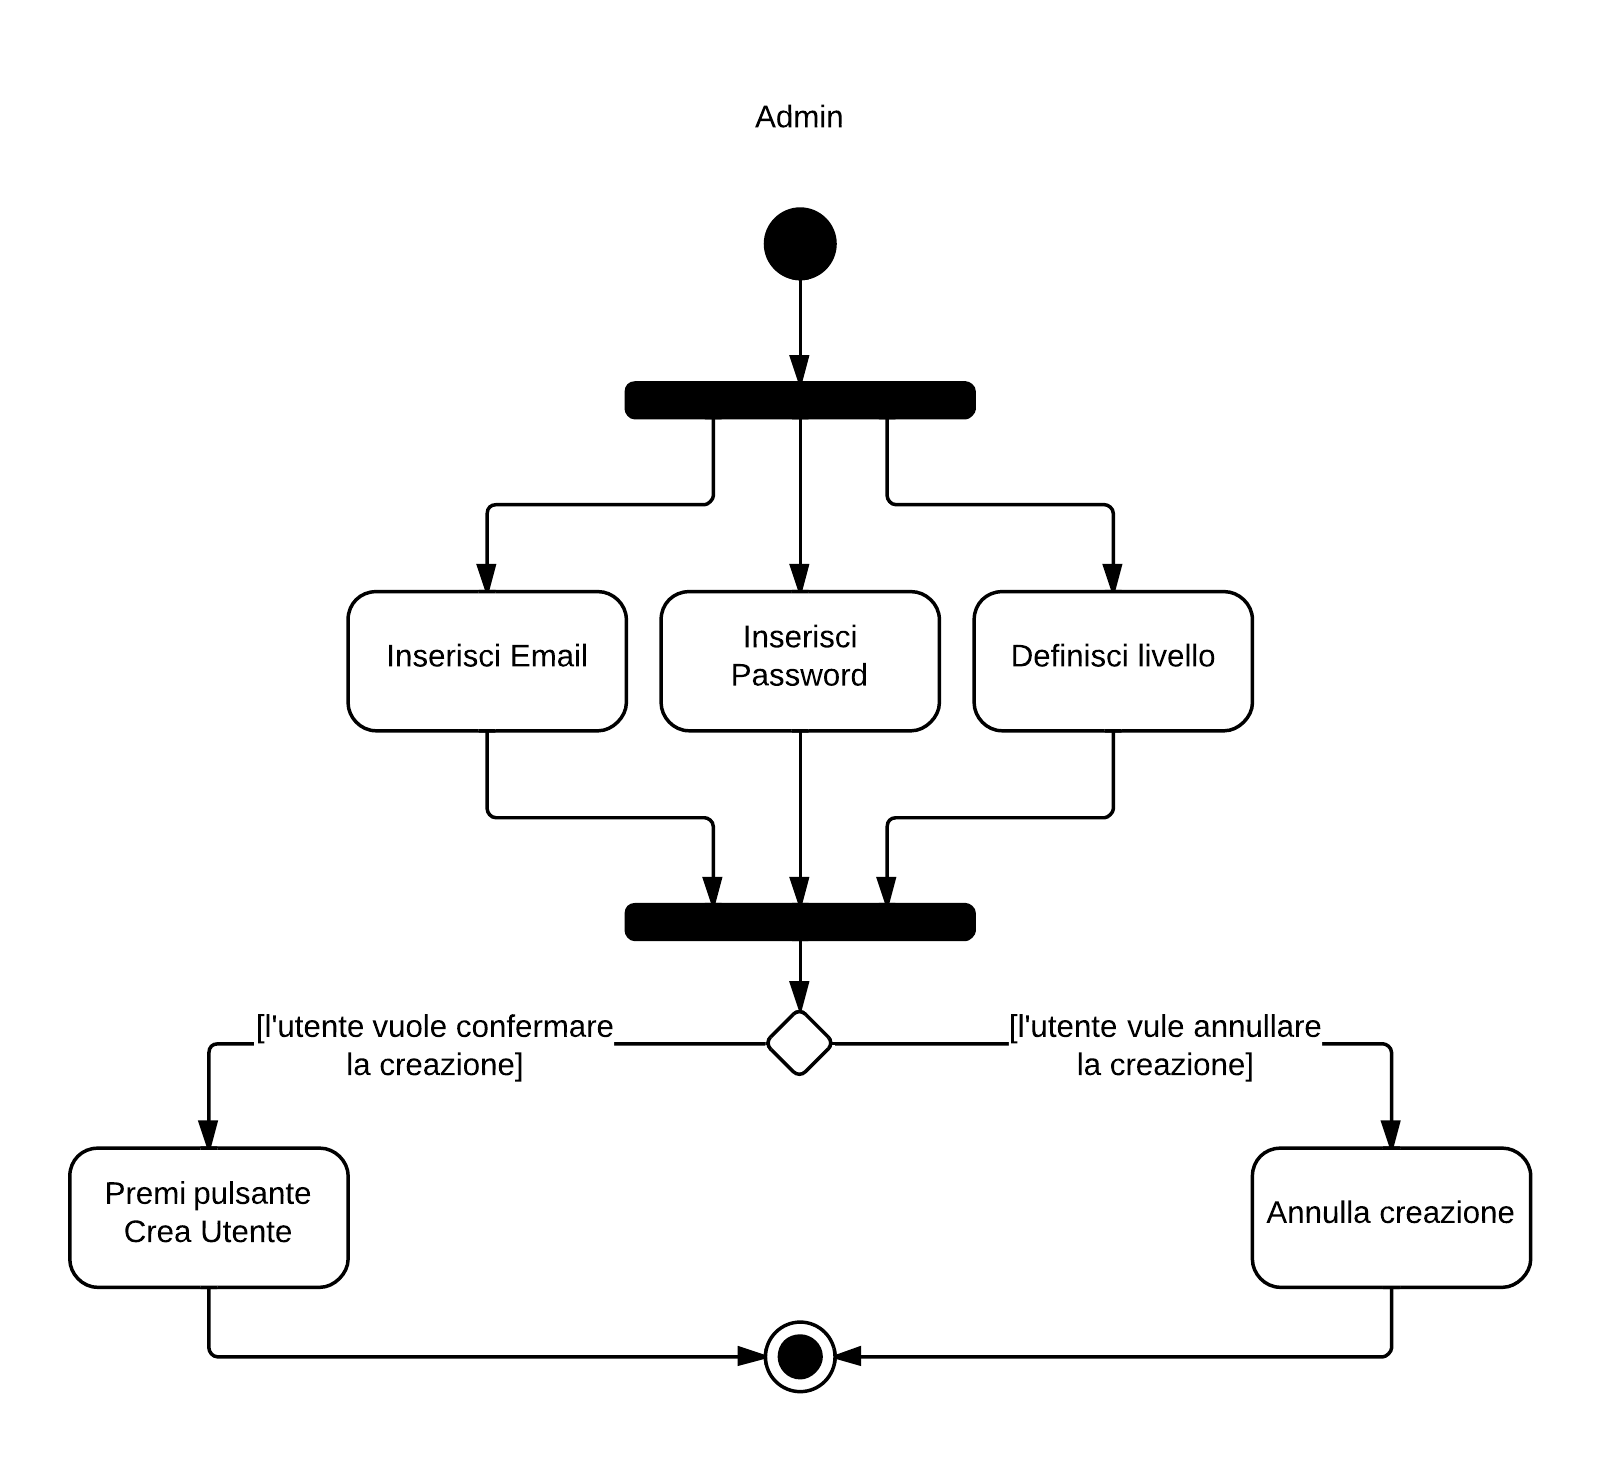 Admin
Inserisci Email
Inserisci
Password
Definisci livello
[l'utente vuole confermare
la creazione]
[l'utente vule annullare
la creazione]
Premi pulsante
Crea Utente
Annulla creazione